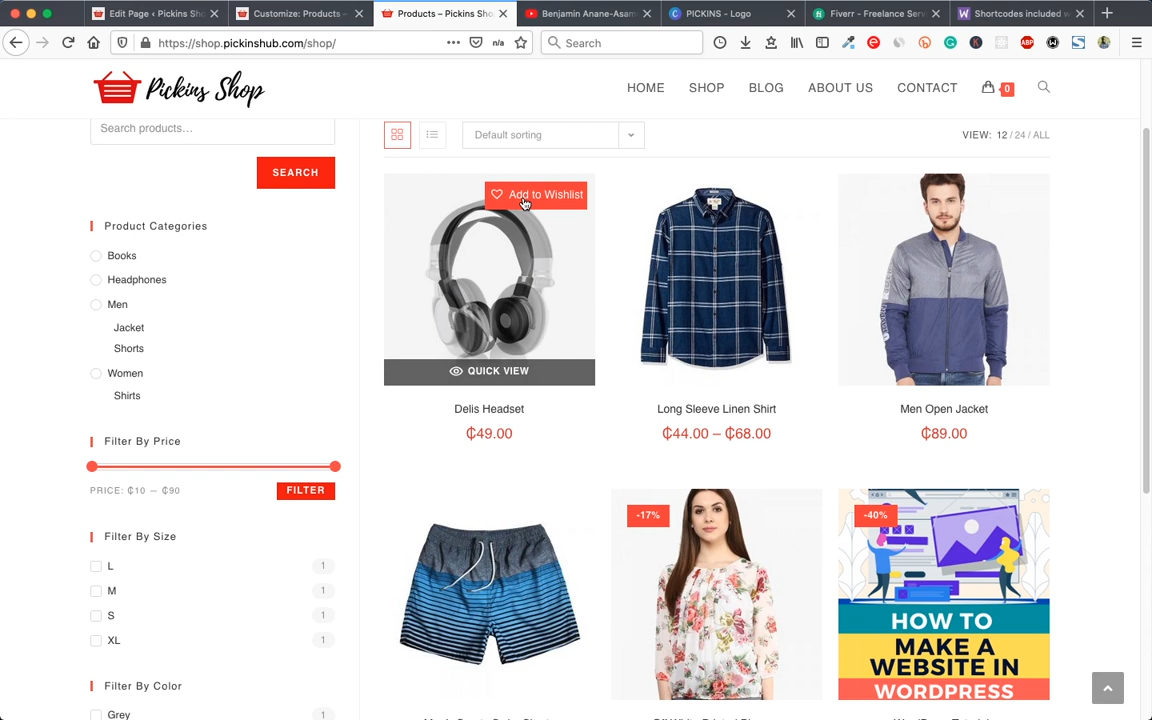 Edit Page ‹ Pickins Sh
Customize: Products –
Products – Pickins Sho
Benjamin Anane-Asam
PICKINS - Logo
Fiverr - Freelance Serv
Shortcodes included w
https://shop.pickinshub.com/shop/
n/a
Search
ABP
Pickins Shop
HOME
SHOP
BLOG
ABOUT US
CONTACT
0
Search products…
SEARCH
Default sorting
VIEW: 12 / 24 / ALL
Product Categories
Books
Headphones
Men
Jacket
Shorts
Women
Shirts
Filter By Price
PRICE: ₵10 — ₵90
FILTER
Filter By Size
L 1
M 1
S 1
XL 1
Filter By Color
Grey
Add to Wishlist
QUICK VIEW
Delis Headset
₵49.00
Long Sleeve Linen Shirt
₵44.00 – ₵68.00
Men Open Jacket
₵89.00
-17%
-40%
HOW TO
MAKE A
WEBSITE IN
WORDPRESS